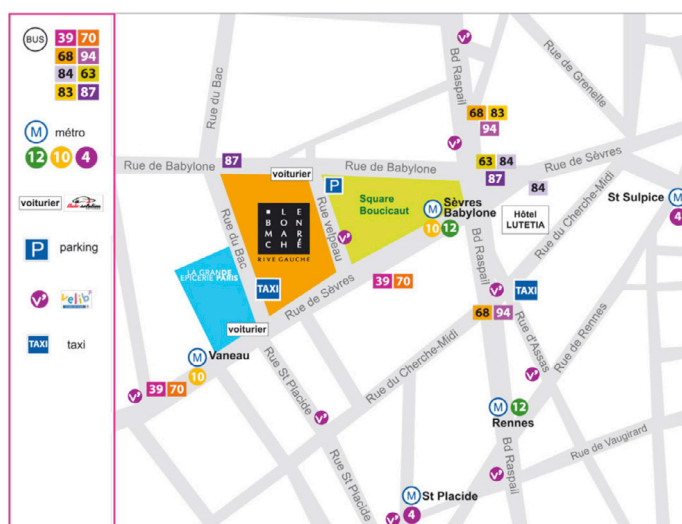 BUS
39 70
68 94
84 63
83 87
M métro
12 10 4
voiturier
P parking
velib
TAXI taxi
Rue du Bac
Bd Raspail
Rue de Grenelle
68 83
94
Rue de Babylone
87
voiturier
Rue de Babylone
63 84
87
Rue de Sèvres
84
P
Rue velpeau
Square
Boucicaut
M Sèvres
Babylone
10 12
Hôtel
LUTETIA
Rue du Cherche-Midi
St Sulpice
M
4
LE
BON
MAR
CHÉ
RIVE GAUCHE
Rue du Bac
LA GRANDE
EPICERIE PARIS
TAXI
Rue de Sèvres
39 70
Bd Raspail
TAXI
68 94
voiturier
M Vaneau
10
39 70
Rue St Placide
Rue du Cherche-Midi
Rue d'Assas
Rue de Rennes
M 12
Rennes
Bd Raspail
Rue de Vaugirard
Rue St Placide
M St Placide
4